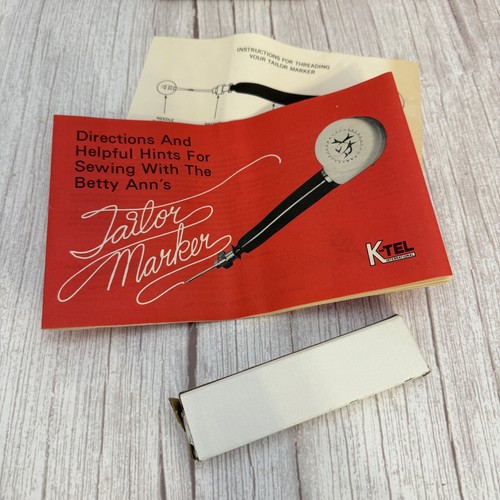 INSTRUCTIONS FOR THREADING
YOUR TAILOR MARKER
NEEDLE
Directions And
Helpful Hints For
Sewing With The
Betty Ann's
Tailor
Marker
K-TEL
INTERNATIONAL